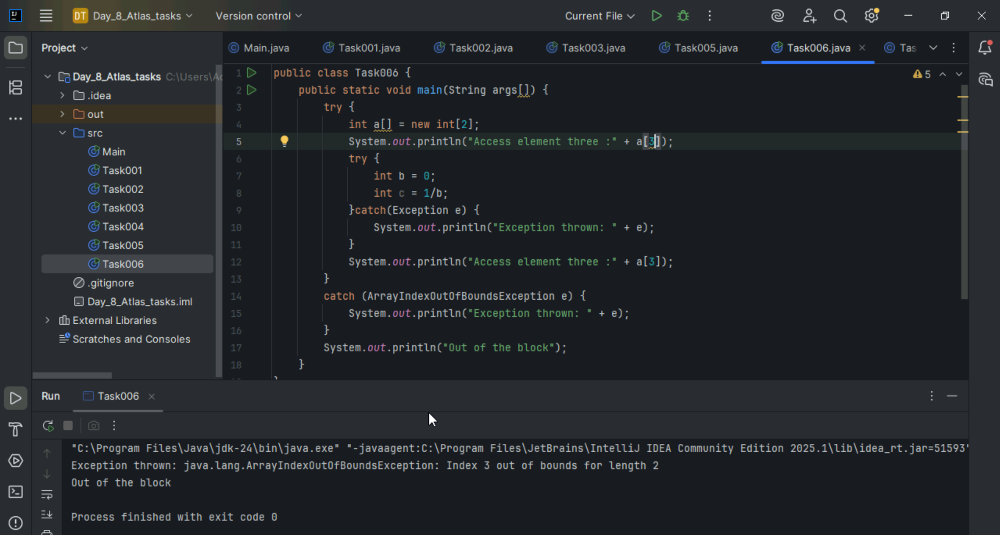 DT Day_8_Atlas_tasks Version control Current File
Project
Main.java Task001.java Task002.java Task003.java Task005.java Task006.java Tas
Day_8_Atlas_tasks C:\Users\Ad
.idea
out
src
Main
Task001
Task002
Task003
Task004
Task005
Task006
.gitignore
Day_8_Atlas_tasks.iml
External Libraries
Scratches and Consoles
5
1 public class Task006 {
2 public static void main(String args[]) {
3 try {
4 int a[] = new int[2];
5 System.out.println("Access element three :" + a[3]);
6 try {
7 int b = 0;
8 int c = 1/b;
9 }catch(Exception e) {
10 System.out.println("Exception thrown: " + e);
11 }
12 System.out.println("Access element three :" + a[3]);
13 }
14 catch (ArrayIndexOutOfBoundsException e) {
15 System.out.println("Exception thrown: " + e);
16 }
17 System.out.println("Out of the block");
18 }
Run Task006
"C:\Program Files\Java\jdk-24\bin\java.exe" "-javaagent:C:\Program Files\JetBrains\IntelliJ IDEA Community Edition 2025.1\lib\idea_rt.jar=51593"
Exception thrown: java.lang.ArrayIndexOutOfBoundsException: Index 3 out of bounds for length 2
Out of the block
Process finished with exit code 0